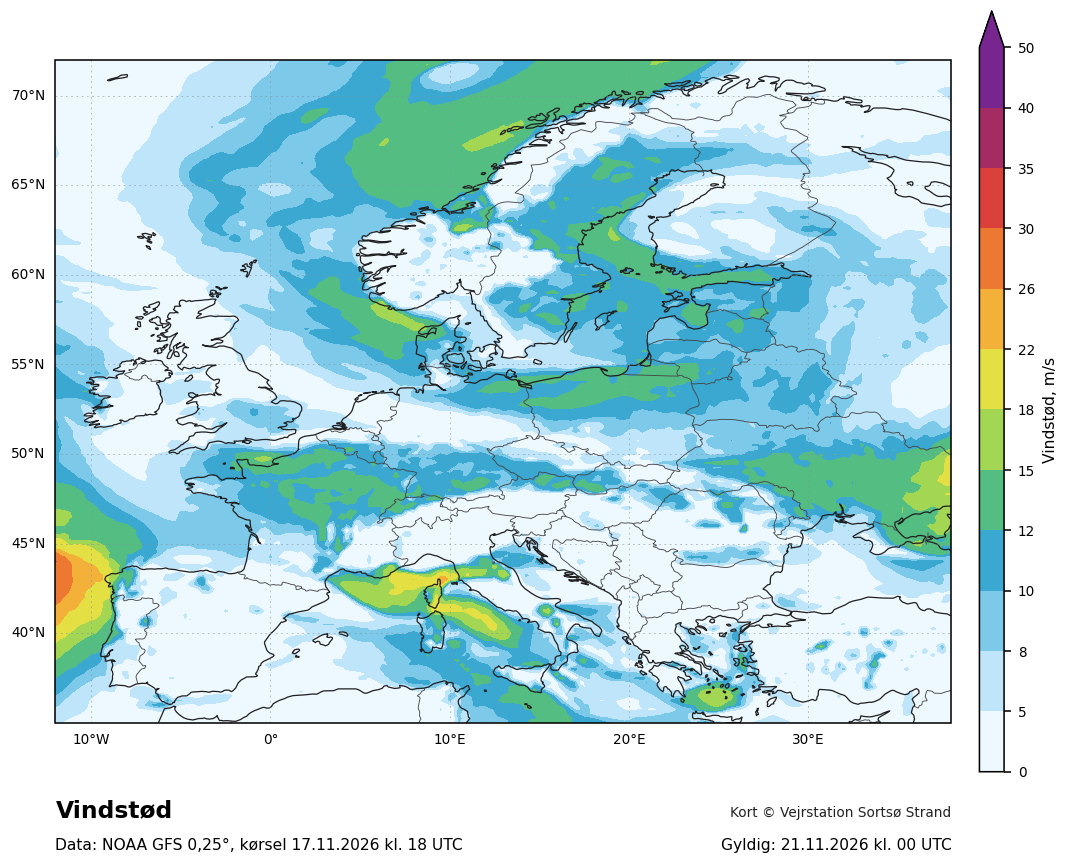 50
40
35
30
26
22
18
15
12
10
8
5
0
Vindstød, m/s
70°N
65°N
60°N
55°N
50°N
45°N
40°N
10°W
0°
10°E
20°E
30°E
Vindstød
Kort © Vejrstation Sortsø Strand
Data: NOAA GFS 0,25°, kørsel 17.11.2026 kl. 18 UTC
Gyldig: 21.11.2026 kl. 00 UTC